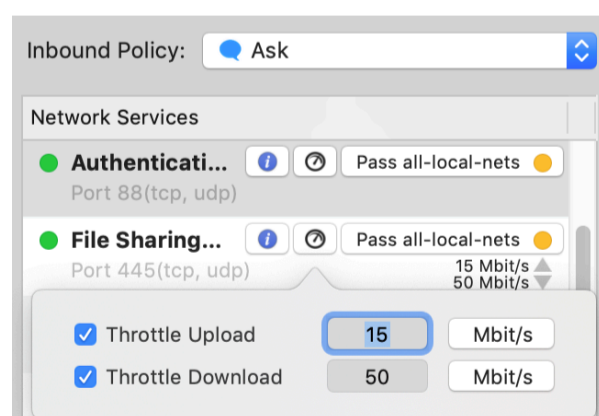 Inbound Policy: Ask
Network Services
Authenticati... Pass all-local-nets
Port 88(tcp, udp)
File Sharing... Pass all-local-nets
Port 445(tcp, udp) 15 Mbit/s
50 Mbit/s
Throttle Upload 15 Mbit/s
Throttle Download 50 Mbit/s